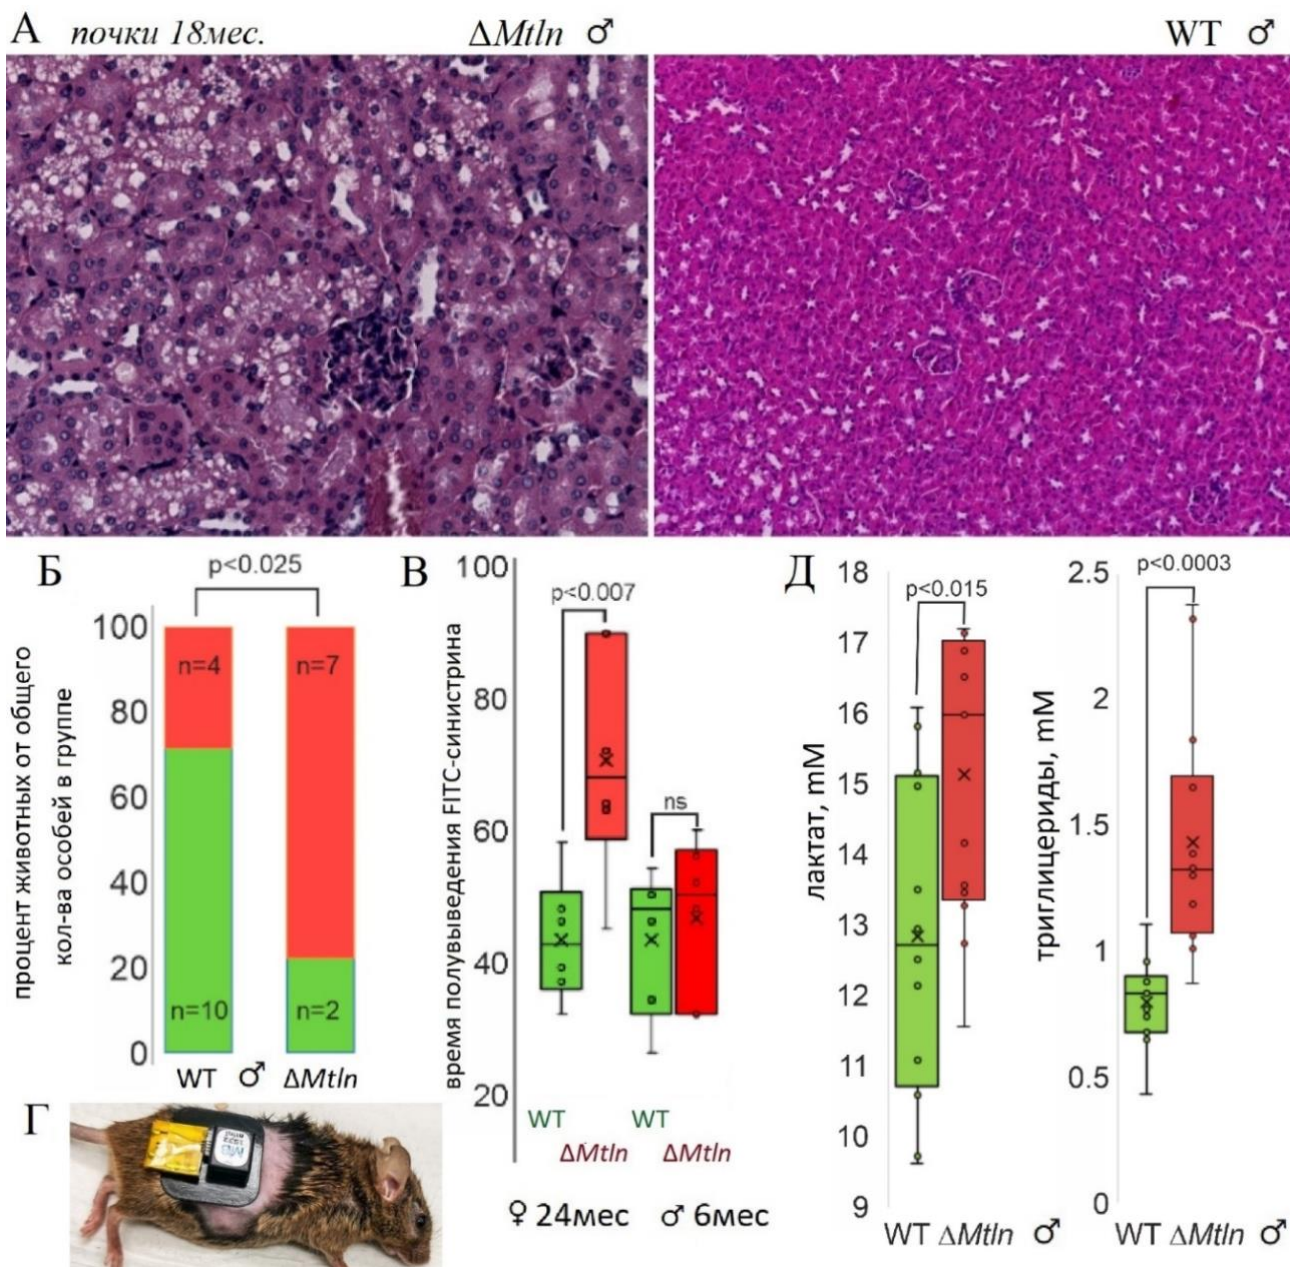 А почки 18мес. ΔMtln ♂ WT ♂
Б
p<0.025
процент животных от общего
кол-ва особей в группе
100
80
60
40
20
0
n=4
n=7
n=10
n=2
WT ♂ ΔMtln
В
время полувыведения FITC-синистрина
100
80
60
40
20
p<0.007
ns
WT
ΔMtln
WT
ΔMtln
♀ 24мес ♂ 6мес
Г
Д
лактат, mM
18
17
16
15
14
13
12
11
10
9
p<0.015
WT ΔMtln ♂
триглицериды, mM
2.5
2
1.5
1
0.5
0
p<0.0003
WT ΔMtln ♂